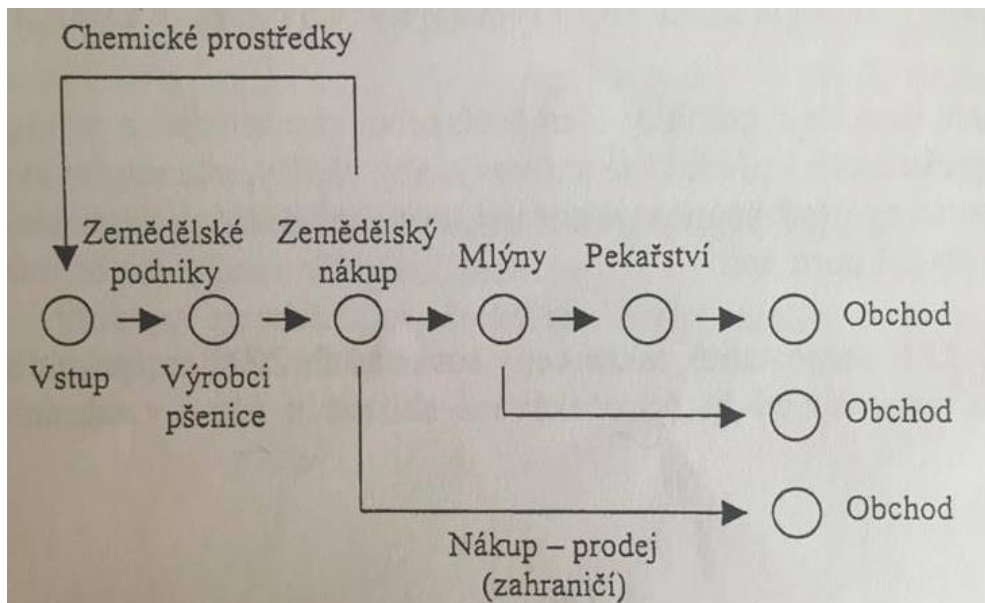 Chemické prostředky
Zemědělské
podniky
Zemědělský
nákup
Mlýny
Pekařství
Obchod
Vstup
Výrobci
pšenice
Obchod
Obchod
Nákup – prodej
(zahraničí)